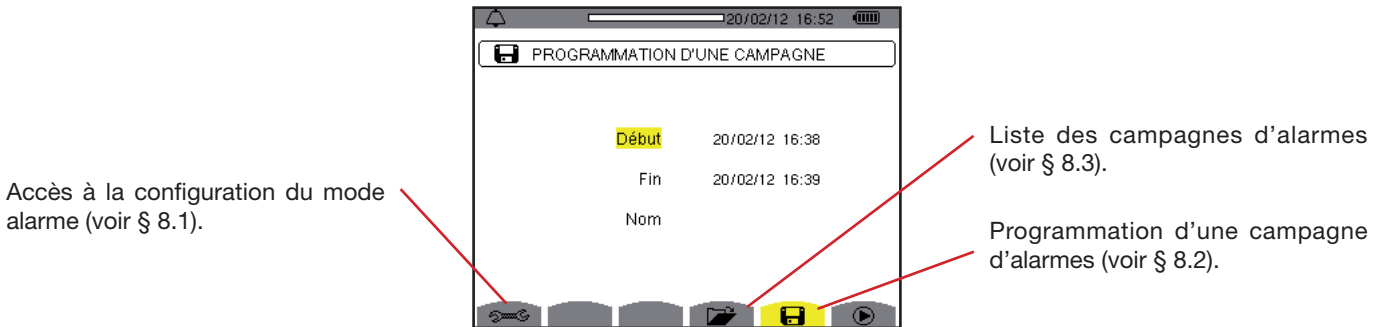 20/02/12 16:52
PROGRAMMATION D'UNE CAMPAGNE
Début 20/02/12 16:38
Fin 20/02/12 16:39
Nom
Accès à la configuration du mode
alarme (voir § 8.1).
Liste des campagnes d’alarmes
(voir § 8.3).
Programmation d’une campagne
d’alarmes (voir § 8.2).